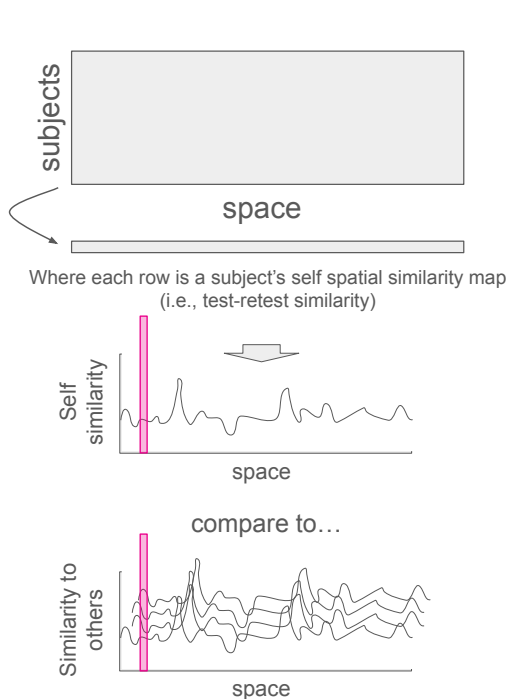 subjects
space
Where each row is a subject's self spatial similarity map
(i.e., test-retest similarity)
Self
similarity
space
compare to…
Similarity to
others
space